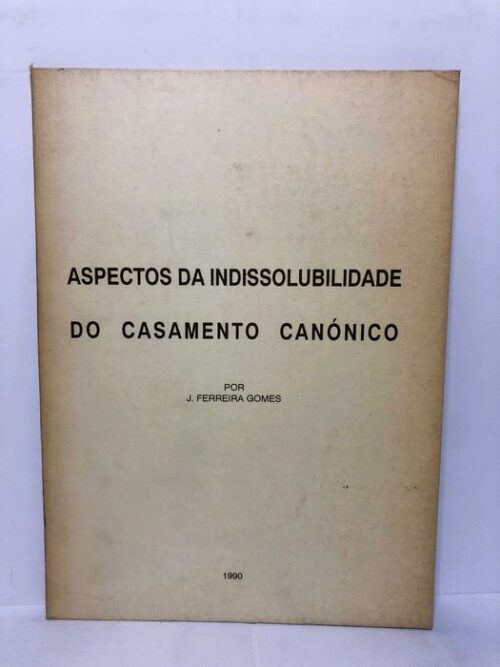 ASPECTOS DA INDISSOLUBILIDADE
DO CASAMENTO CANÓNICO
POR
J. FERREIRA GOMES
1990